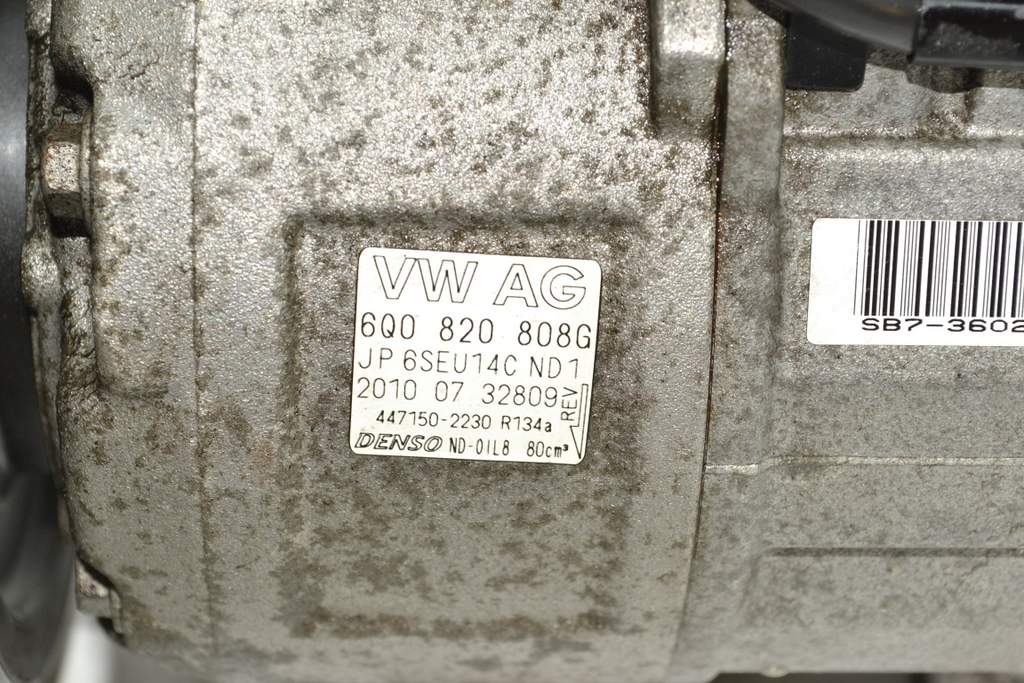 VW AG
6Q0 820 808G
JP 6SEU14C ND1
2010 07 32809
REV
447150-2230 R134a
DENSO ND-OIL8 80cm³
SB7-3602